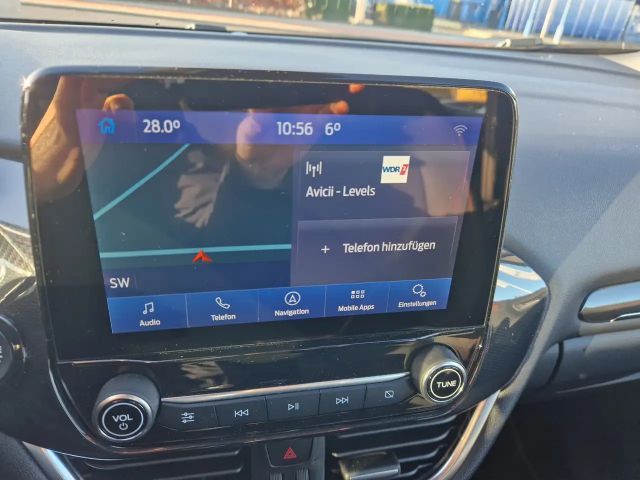 28.0°
10:56 6°
WDR 2
Avicii - Levels
+ Telefon hinzufügen
SW
Audio
Telefon
Navigation
Mobile Apps
Einstellungen
VOL
TUNE